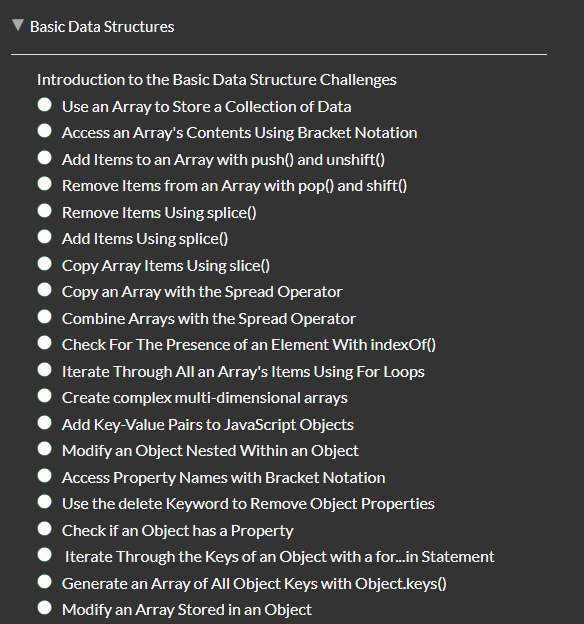 Basic Data Structures
Introduction to the Basic Data Structure Challenges
Use an Array to Store a Collection of Data
Access an Array's Contents Using Bracket Notation
Add Items to an Array with push() and unshift()
Remove Items from an Array with pop() and shift()
Remove Items Using splice()
Add Items Using splice()
Copy Array Items Using slice()
Copy an Array with the Spread Operator
Combine Arrays with the Spread Operator
Check For The Presence of an Element With indexOf()
Iterate Through All an Array's Items Using For Loops
Create complex multi-dimensional arrays
Add Key-Value Pairs to JavaScript Objects
Modify an Object Nested Within an Object
Access Property Names with Bracket Notation
Use the delete Keyword to Remove Object Properties
Check if an Object has a Property
Iterate Through the Keys of an Object with a for...in Statement
Generate an Array of All Object Keys with Object.keys()
Modify an Array Stored in an Object